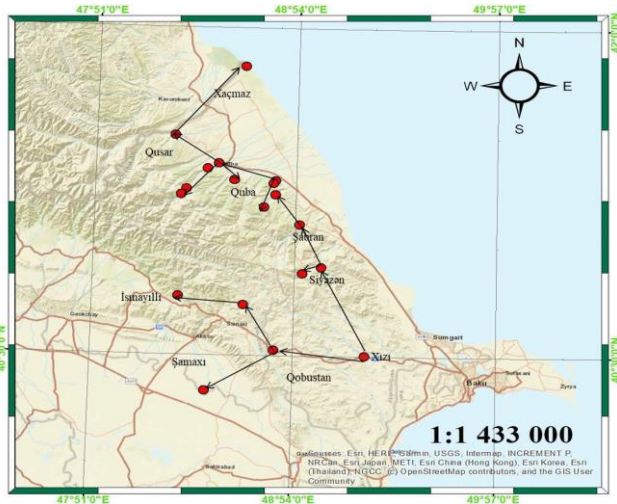 47°51'0"E 48°54'0"E 49°57'0"E
N
W E
S
Xaçmaz
Qusar
Quba
Şabran
Siyəzən
İsmayıllı
Şamaxı
Qobustan
Xızı
Sumgait
Baku
Zyrya
1:1 433 000
Sources: Esri, HERE, Garmin, USGS, Intermap, INCREMENT P,
NRCan, Esri Japan, METI, Esri China (Hong Kong), Esri Korea, Esri
(Thailand), NGCC, (c) OpenStreetMap contributors, and the GIS User
Community
47°51'0"E 48°54'0"E 49°57'0"E